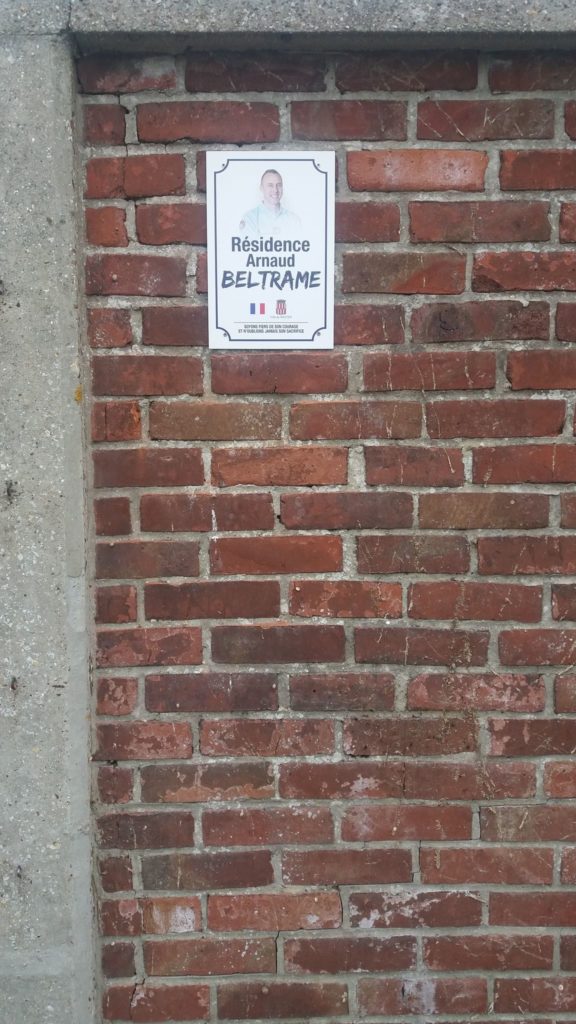 Résidence
Arnaud
BELTRAME
SOYONS FIERS DE SON COURAGE
ET N'OUBLIONS JAMAIS SON SACRIFICE